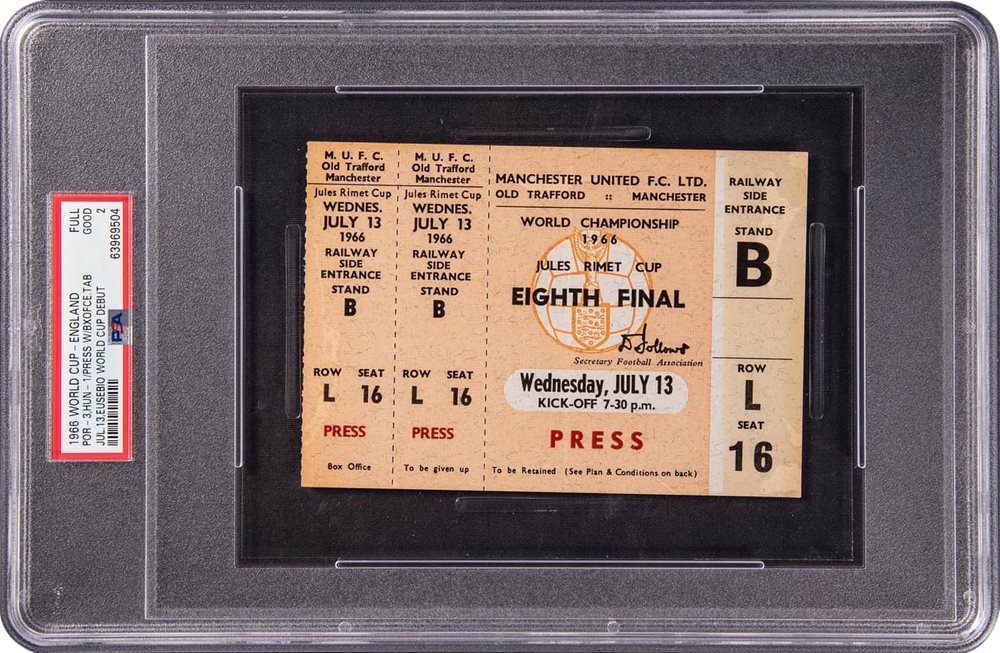 1966 WORLD CUP - ENGLAND
POR - 3,HUN - 1/PRESS W/BXOFCE.TAB
JUL.13,EUSEBIO WORLD CUP DEBUT
FULL
GOOD 2
63969504
PSA
M. U. F. C.
Old Trafford
Manchester
Jules Rimet Cup
WEDNES.
JULY 13
1966
RAILWAY
SIDE
ENTRANCE
STAND
B
ROW SEAT
L 16
PRESS
Box Office
M. U. F. C.
Old Trafford
Manchester
Jules Rimet Cup
WEDNES.
JULY 13
1966
RAILWAY
SIDE
ENTRANCE
STAND
B
ROW SEAT
L 16
PRESS
To be given up
MANCHESTER UNITED F.C. LTD.
OLD TRAFFORD :: MANCHESTER
WORLD CHAMPIONSHIP
1966
JULES RIMET CUP
EIGHTH FINAL
D Follows
Secretary Football Association
Wednesday, JULY 13
KICK-OFF 7-30 p.m.
PRESS
To be Retained (See Plan & Conditions on back)
RAILWAY
SIDE
ENTRANCE
STAND
B
ROW
L
SEAT
16